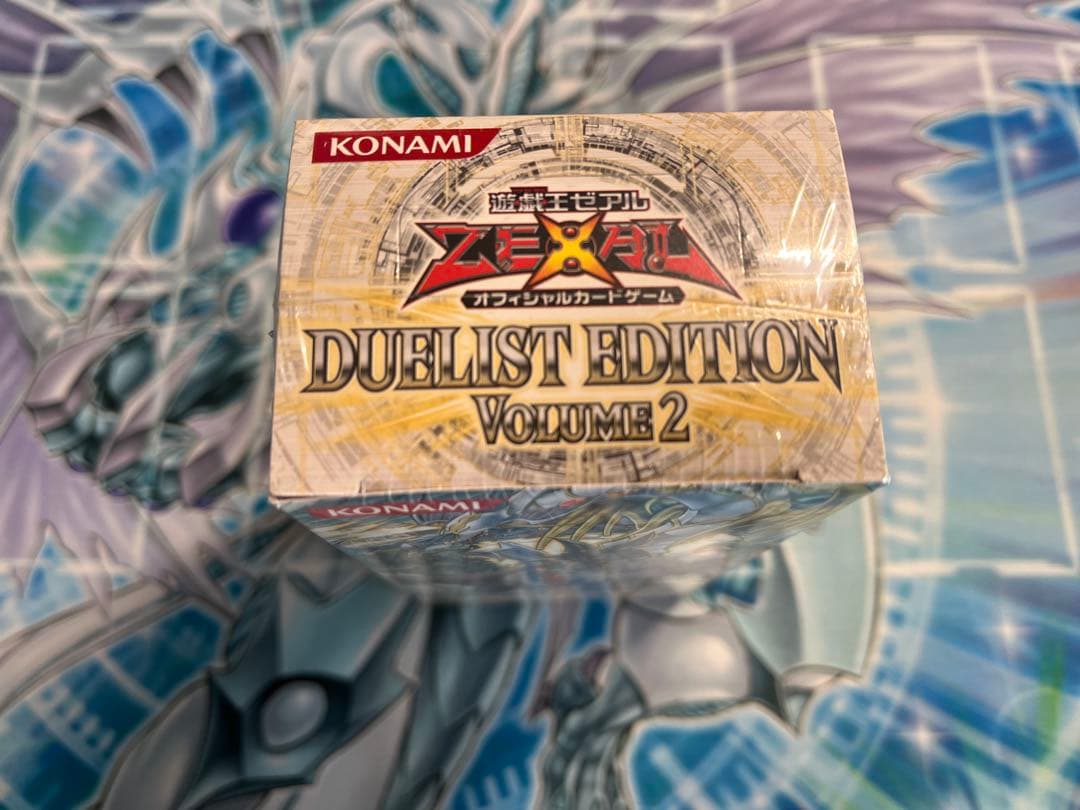 KONAMI
遊戯王ゼアル
ZEXAL
オフィシャルカードゲーム
DUELIST EDITION
VOLUME 2
KONAMI